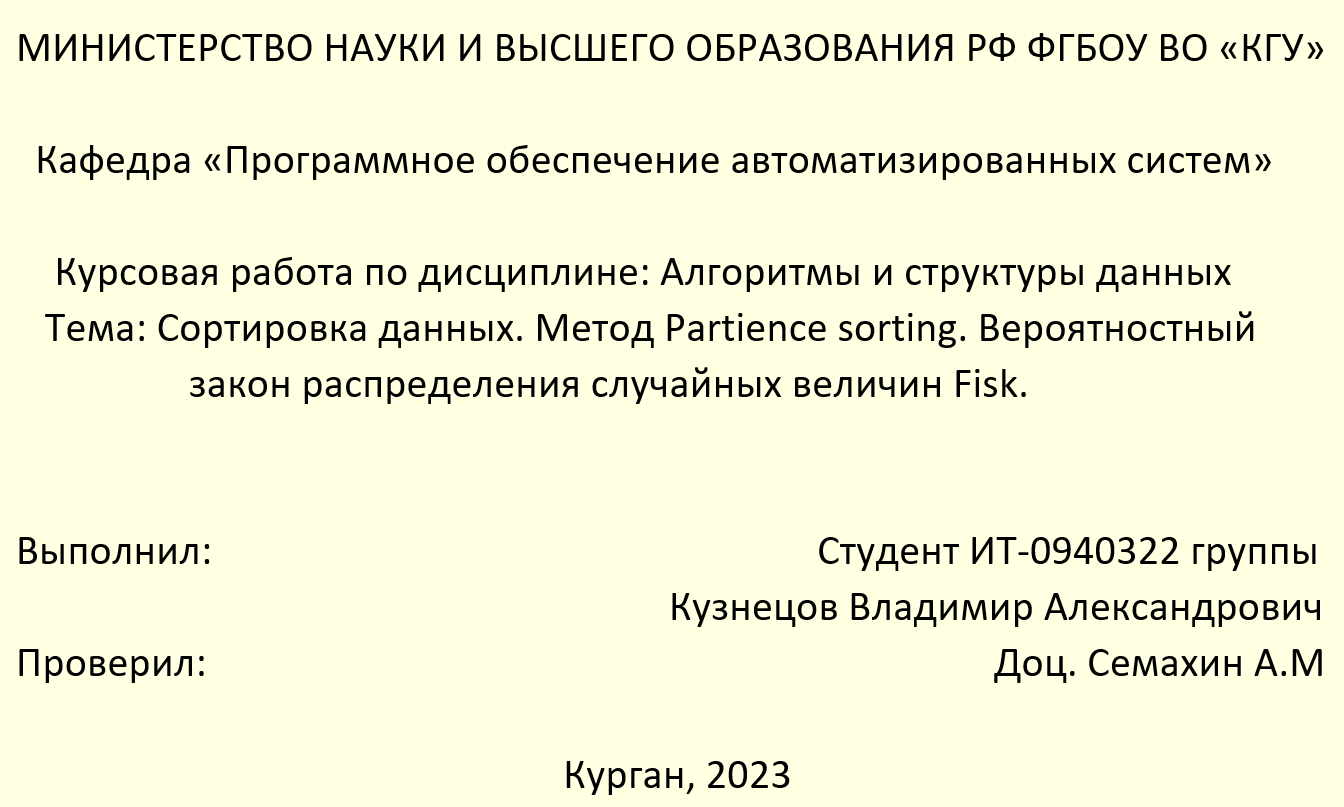 МИНИСТЕРСТВО НАУКИ И ВЫСШЕГО ОБРАЗОВАНИЯ РФ ФГБОУ ВО «КГУ»
Кафедра «Программное обеспечение автоматизированных систем»
Курсовая работа по дисциплине: Алгоритмы и структуры данных
Тема: Сортировка данных. Метод Partience sorting. Вероятностный
закон распределения случайных величин Fisk.
Выполнил: Студент ИТ-0940322 группы
Кузнецов Владимир Александрович
Проверил: Доц. Семахин А.М
Курган, 2023